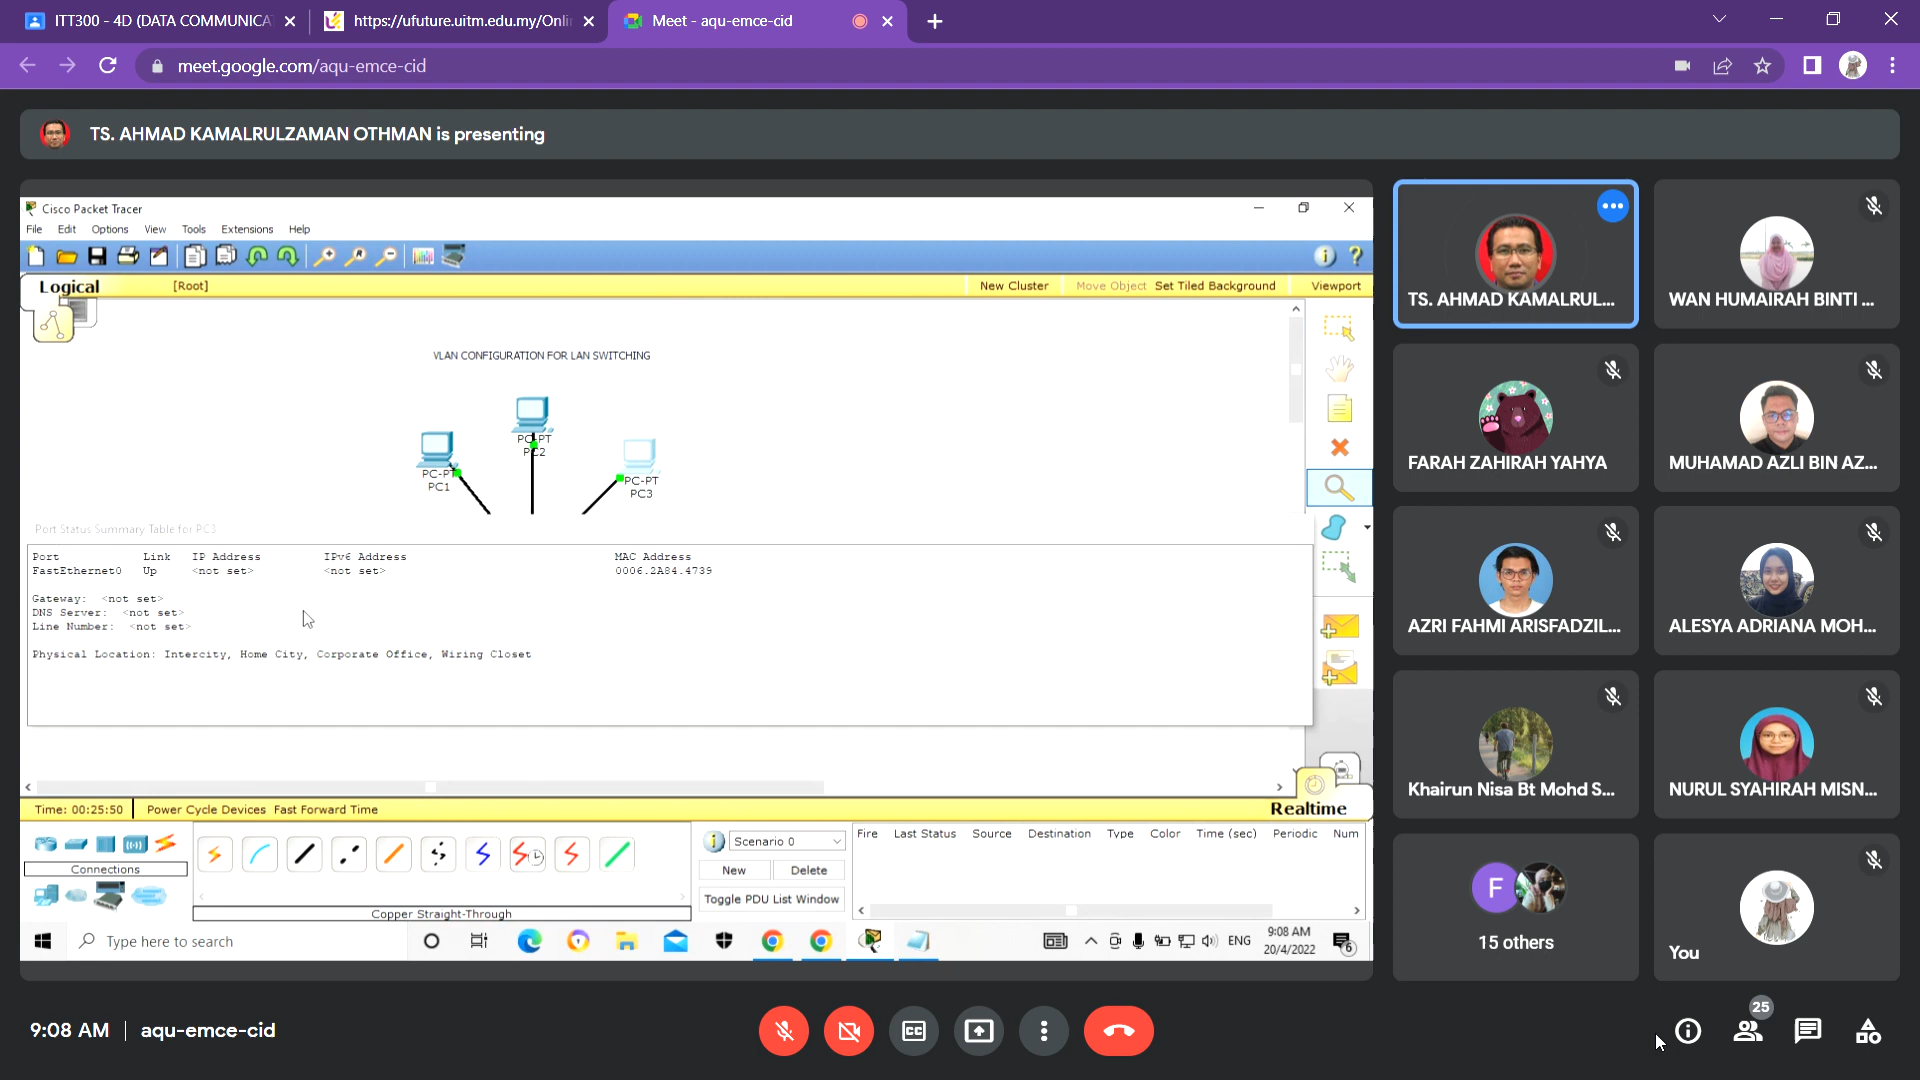 ITT300 - 4D (DATA COMMUNICA
https://ufuture.uitm.edu.my/Onli
Meet - aqu-emce-cid
meet.google.com/aqu-emce-cid
TS. AHMAD KAMALRULZAMAN OTHMAN is presenting
Cisco Packet Tracer
File Edit Options View Tools Extensions Help
Logical [Root] New Cluster Move Object Set Tiled Background Viewport
VLAN CONFIGURATION FOR LAN SWITCHING
PC-PT
PC2
PC-PT
PC1
PC-PT
PC3
Port Status Summary Table for PC3
Port Link IP Address IPv6 Address MAC Address
FastEthernet0 Up <not set> <not set> 0006.2A84.4739
Gateway: <not set>
DNS Server: <not set>
Line Number: <not set>
Physical Location: Intercity, Home City, Corporate Office, Wiring Closet
Time: 00:25:50 Power Cycle Devices Fast Forward Time Realtime
Connections
Copper Straight-Through
Scenario 0
New Delete
Toggle PDU List Window
Fire Last Status Source Destination Type Color Time (sec) Periodic Num
Type here to search
ENG
9:08 AM
20/4/2022
6
TS. AHMAD KAMALRUL...
WAN HUMAIRAH BINTI ...
FARAH ZAHIRAH YAHYA
MUHAMAD AZLI BIN AZ...
AZRI FAHMI ARISFADZIL...
ALESYA ADRIANA MOH...
Khairun Nisa Bt Mohd S...
NURUL SYAHIRAH MISN...
F
15 others
You
9:08 AM | aqu-emce-cid
CC
25